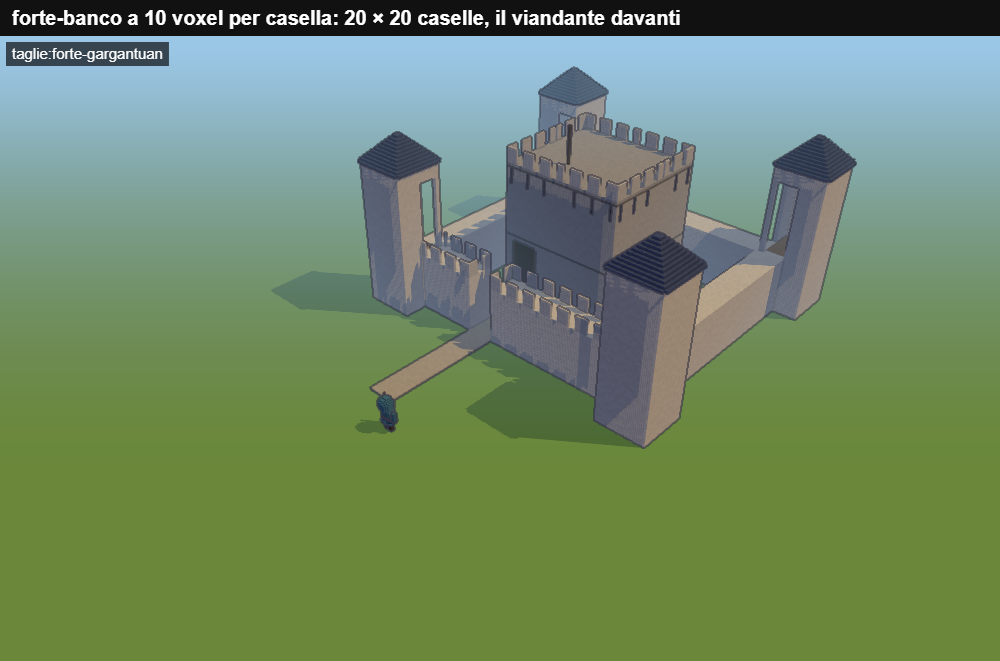 forte-banco a 10 voxel per casella: 20 × 20 caselle, il viandante davanti
taglie:forte-gargantuan